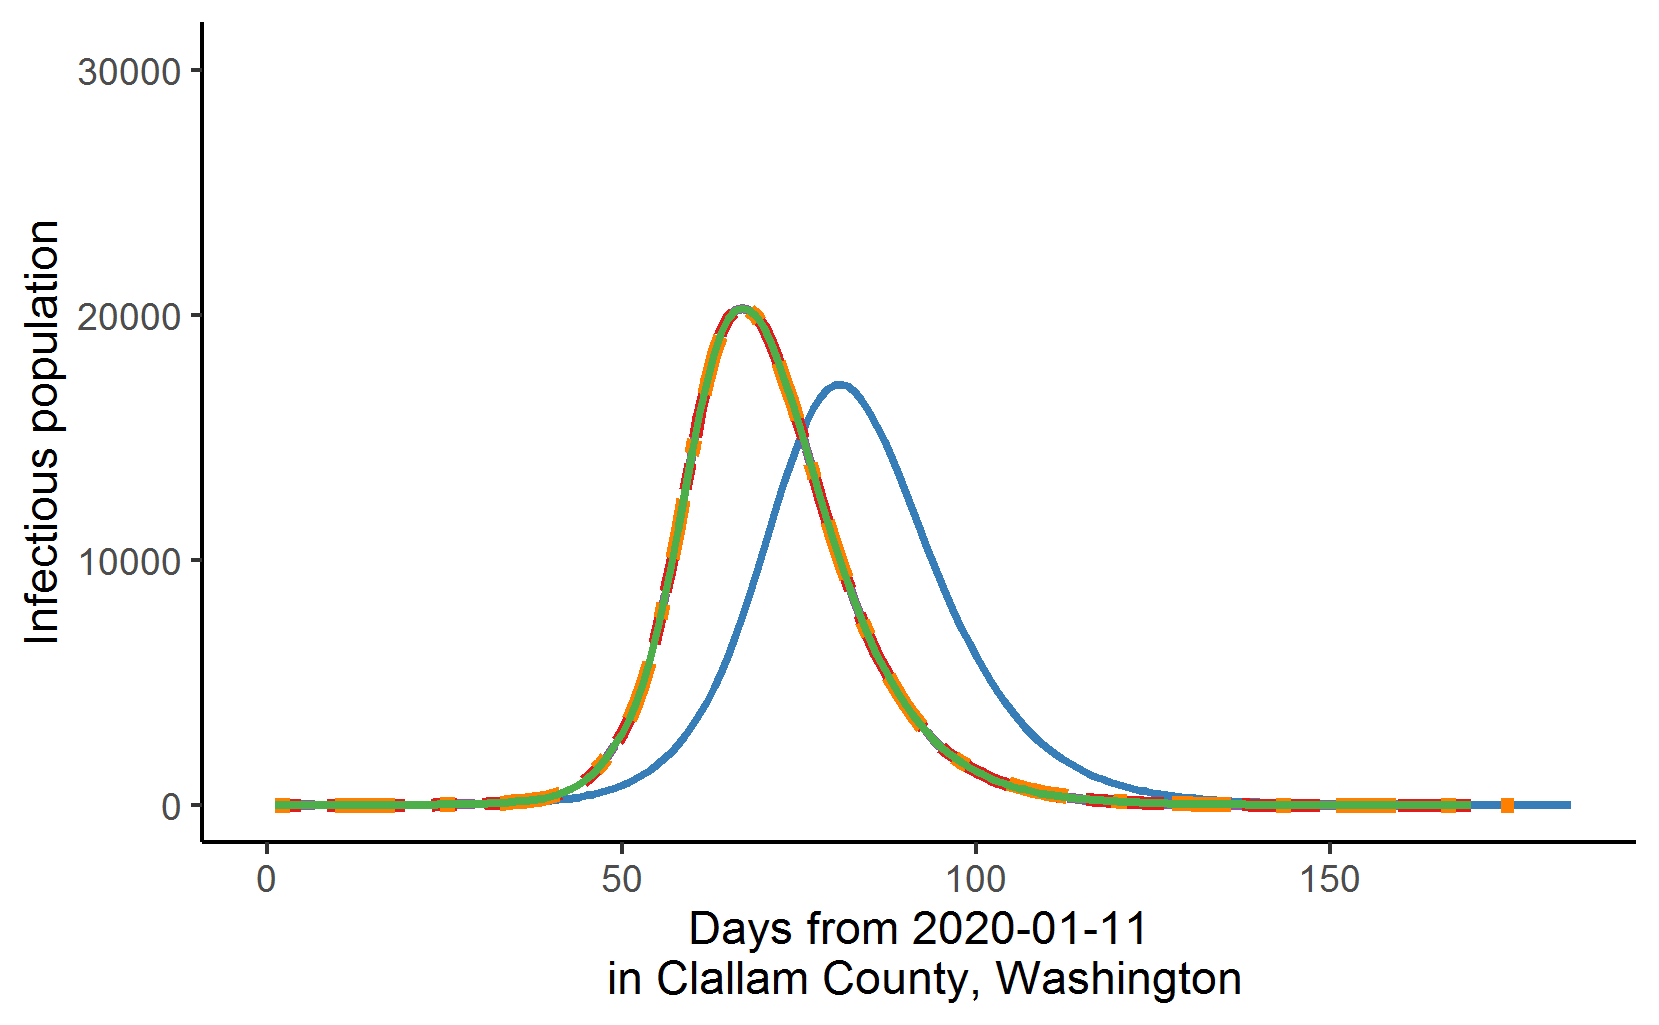 Infectious population
30000
20000
10000
0
0 50 100 150
Days from 2020-01-11
in Clallam County, Washington